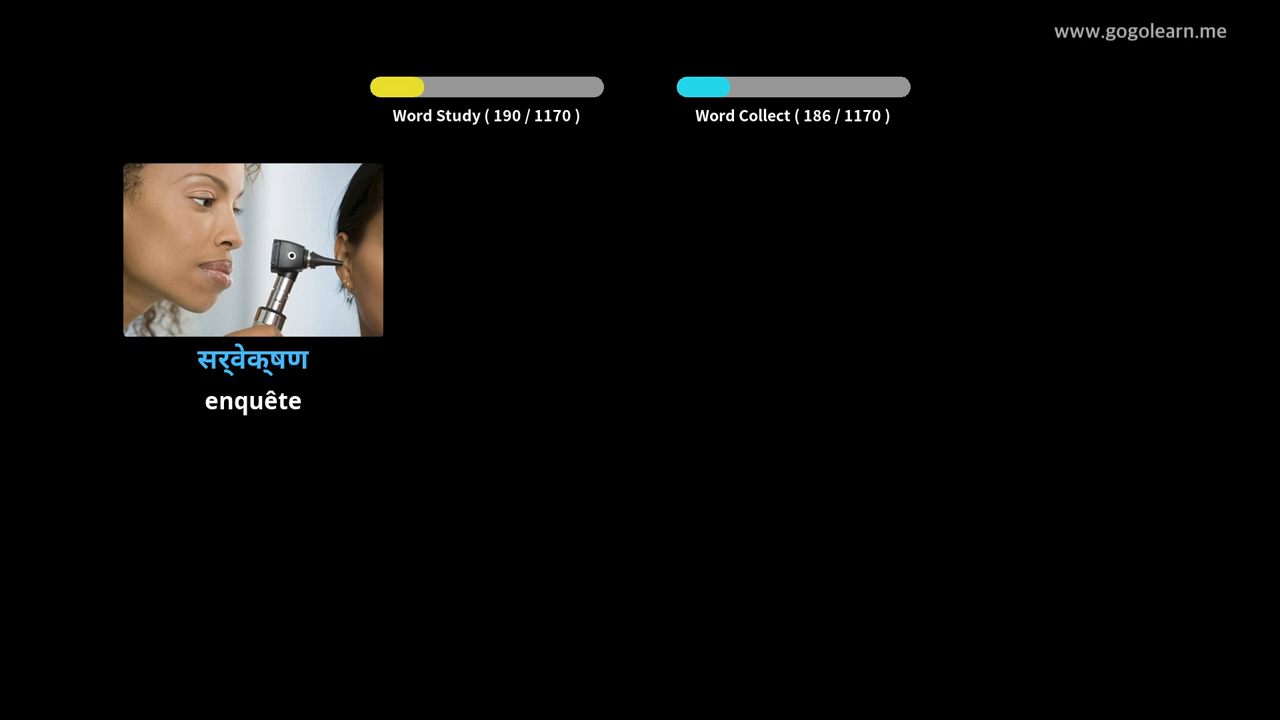 www.gogolearn.me
Word Study ( 190 / 1170 )
Word Collect ( 186 / 1170 )
सर्वेक्षण
enquête